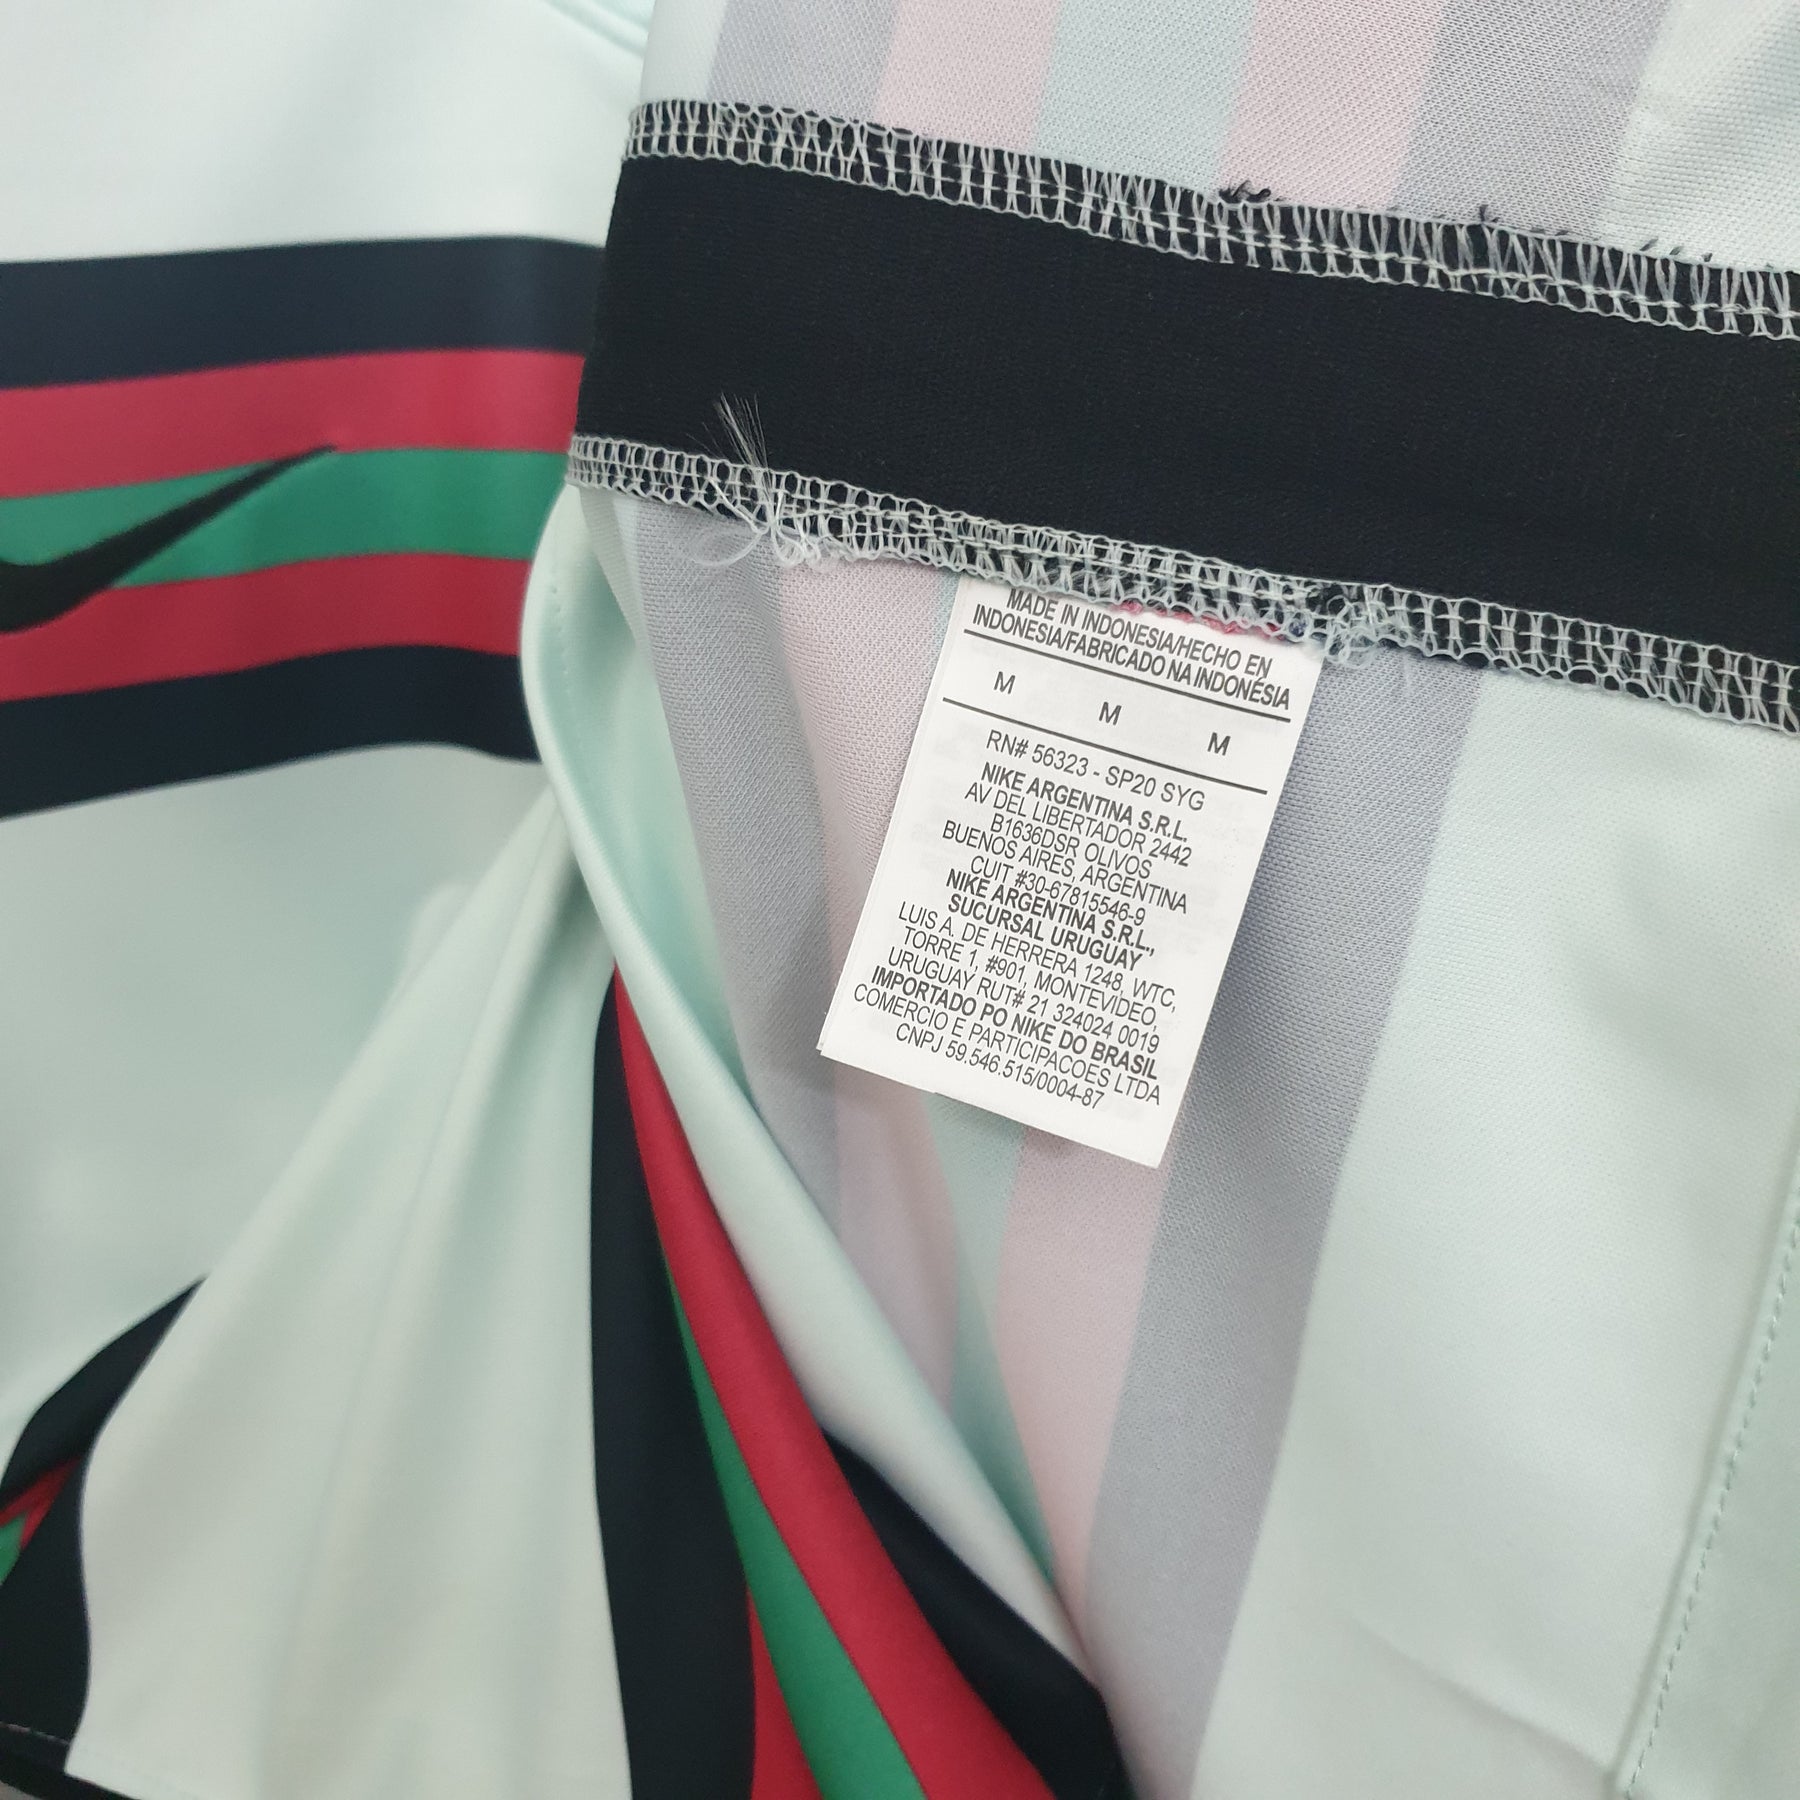 MADE IN INDONESIA/HECHO EN
INDONESIA/FABRICADO NA INDONÉSIA
M
M
M
RN# 56323 - SP20 SYG
NIKE ARGENTINA S.R.L.
AV DEL LIBERTADOR 2442
B1636DSR OLIVOS
BUENOS AIRES, ARGENTINA
CUIT #30-67815546-9
NIKE ARGENTINA S.R.L.,
SUCURSAL URUGUAY
LUIS A. DE HERRERA 1248, WTC,
TORRE 1, #901, MONTEVIDEO,
URUGUAY RUT# 21 324024 0019
IMPORTADO PO NIKE DO BRASIL
COMERCIO E PARTICIPACOES LTDA
CNPJ 59.546.515/0004-87